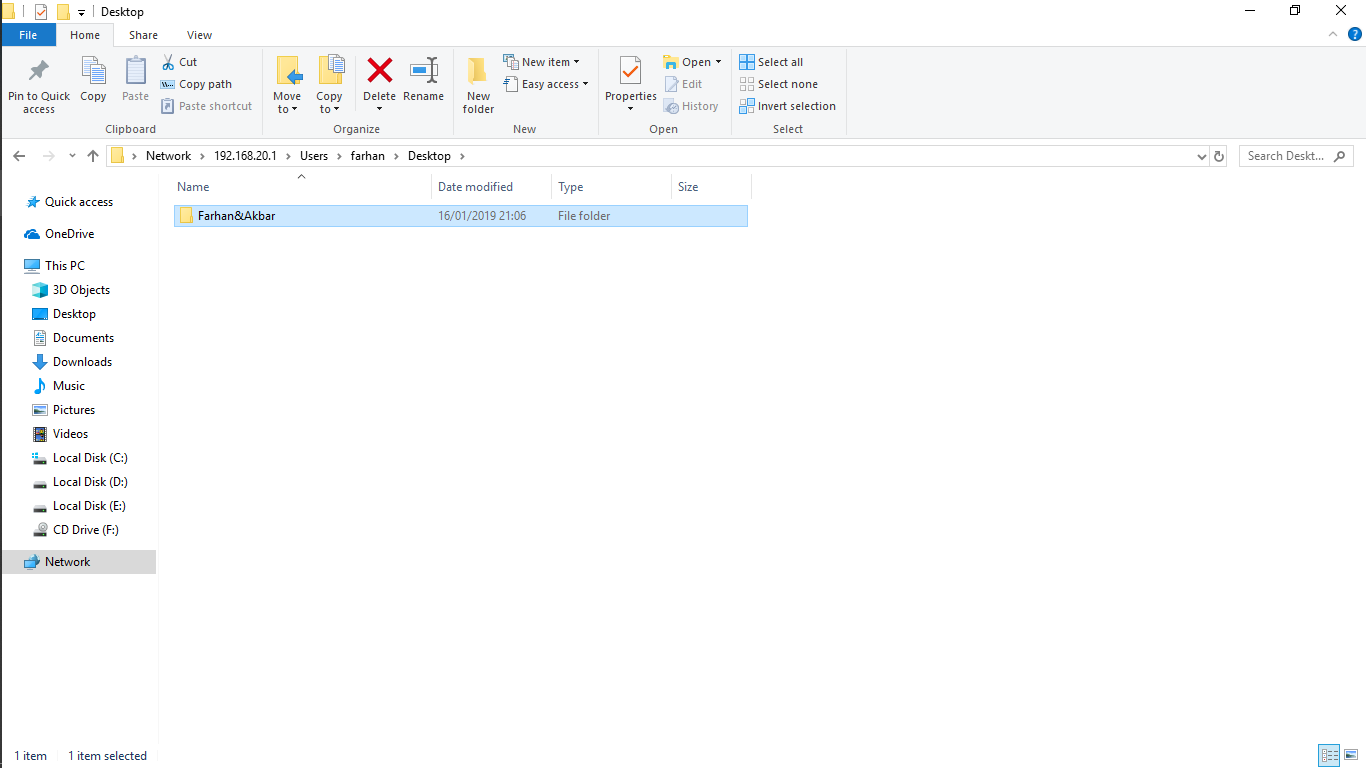 Desktop
File Home Share View
Pin to Quick access
Copy
Paste
Cut
Copy path
Paste shortcut
Clipboard
Move to
Copy to
Delete
Rename
Organize
New folder
New item
Easy access
New
Properties
Open
Edit
History
Open
Select all
Select none
Invert selection
Select
Network 192.168.20.1 Users farhan Desktop
Search Deskt...
Name Date modified Type Size
Farhan&Akbar 16/01/2019 21:06 File folder
Quick access
OneDrive
This PC
3D Objects
Desktop
Documents
Downloads
Music
Pictures
Videos
Local Disk (C:)
Local Disk (D:)
Local Disk (E:)
CD Drive (F:)
Network
1 item 1 item selected